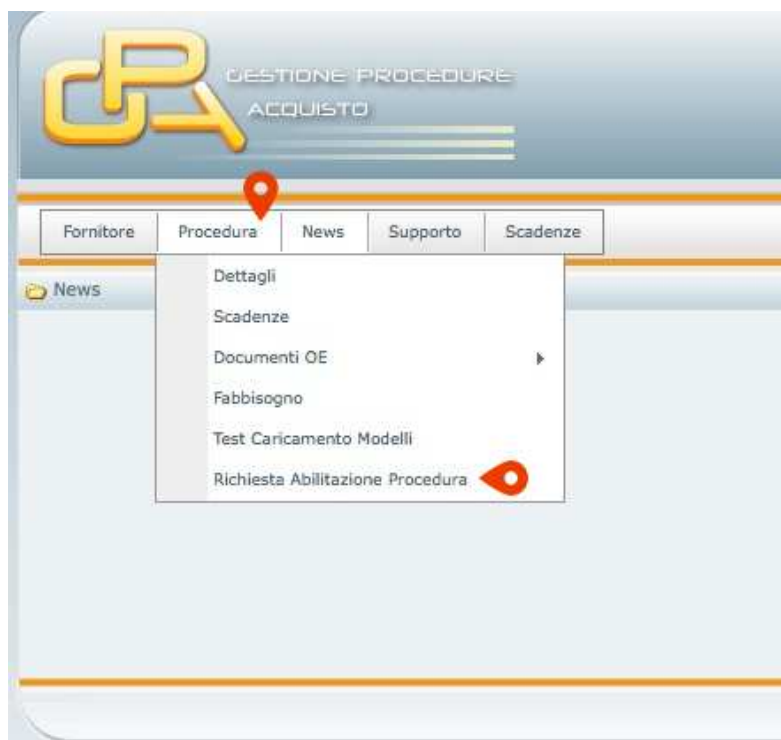 GPA
GESTIONE PROCEDURE
ACQUISTO
Fornitore Procedura News Supporto Scadenze
News
Dettagli
Scadenze
Documenti OE
Fabbisogno
Test Caricamento Modelli
Richiesta Abilitazione Procedura